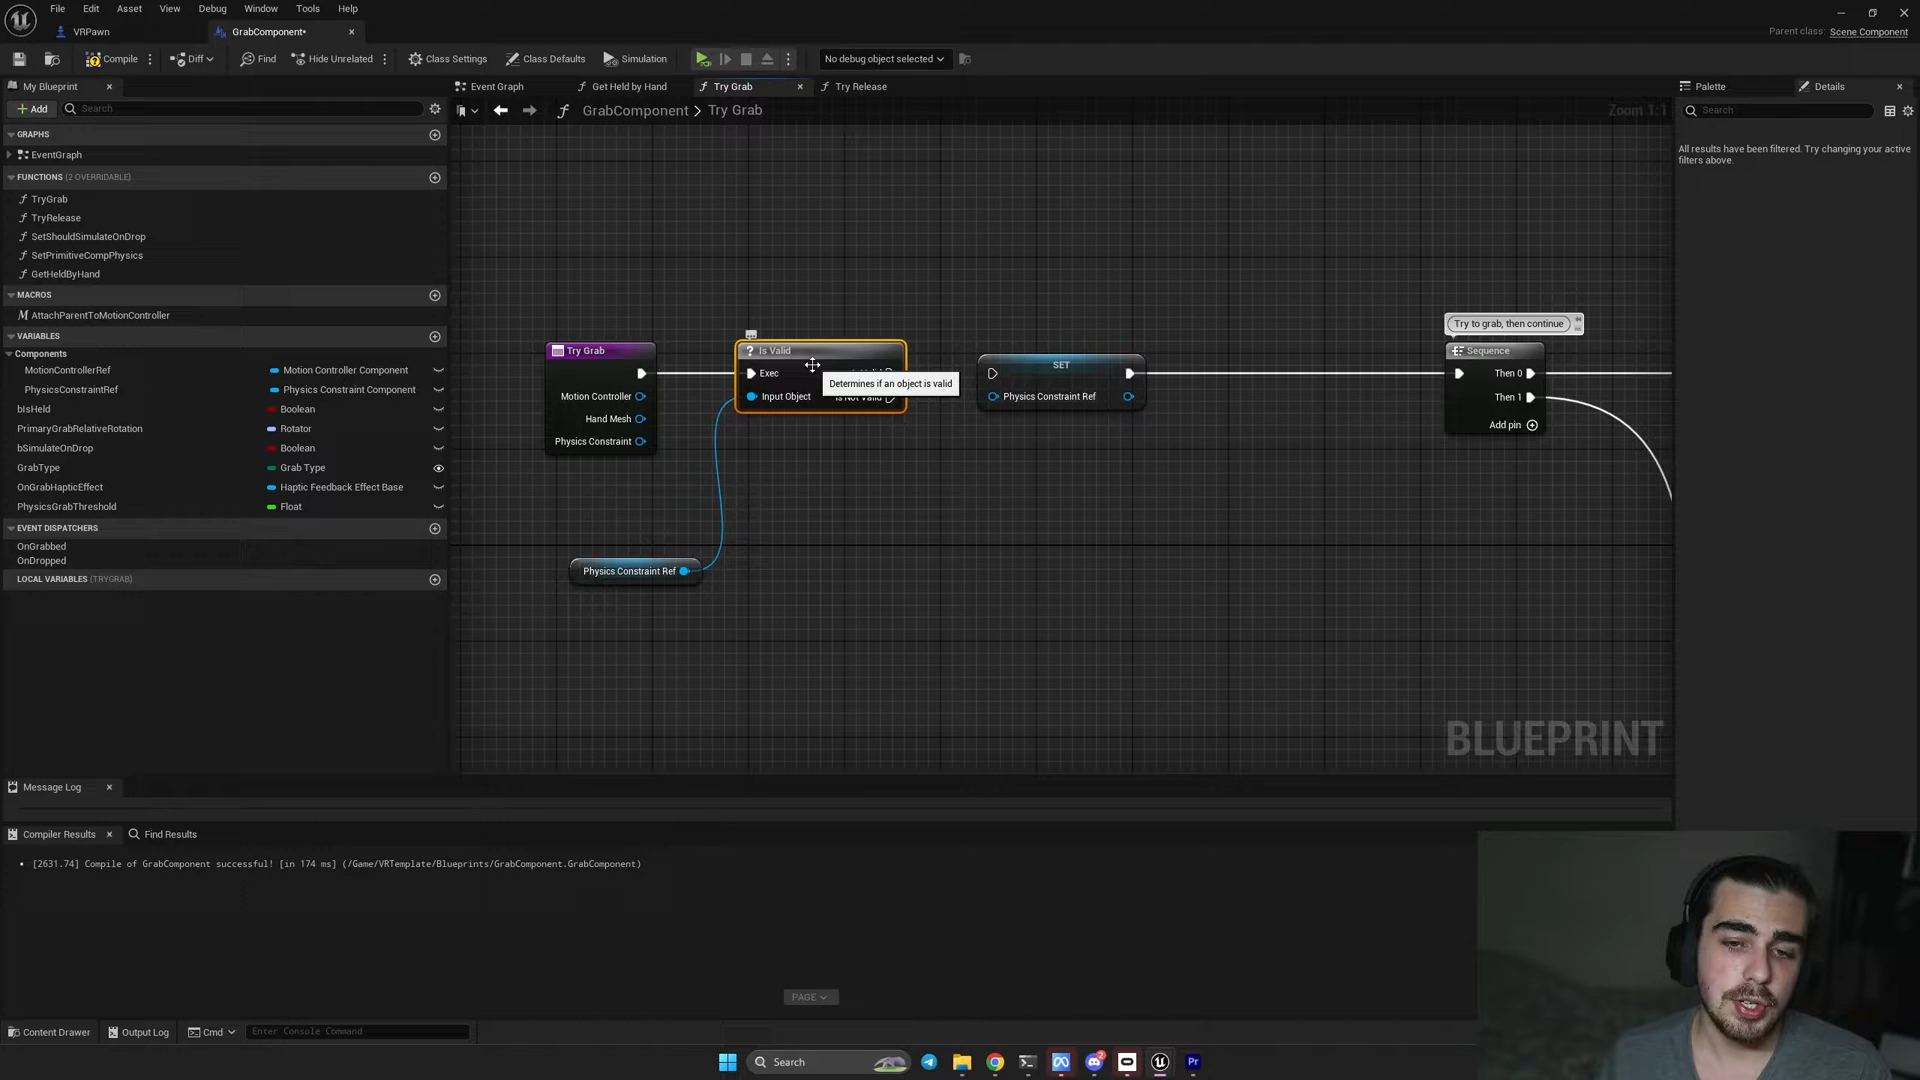 File Edit Asset View Debug Window Tools Help
VRPawn
GrabComponent•
Parent class: Scene Component
Compile
Diff
Find
Hide Unrelated
Class Settings
Class Defaults
Simulation
No debug object selected
My Blueprint
Add
Search
GRAPHS
EventGraph
FUNCTIONS (2 OVERRIDABLE)
TryGrab
TryRelease
SetShouldSimulateOnDrop
SetPrimitiveCompPhysics
GetHeldByHand
MACROS
AttachParentToMotionController
VARIABLES
Components
MotionControllerRef Motion Controller Component
PhysicsConstraintRef Physics Constraint Component
bIsHeld Boolean
PrimaryGrabRelativeRotation Rotator
bSimulateOnDrop Boolean
GrabType Grab Type
OnGrabHapticEffect Haptic Feedback Effect Base
PhysicsGrabThreshold Float
EVENT DISPATCHERS
OnGrabbed
OnDropped
LOCAL VARIABLES (TRYGRAB)
Event Graph
Get Held by Hand
Try Grab
Try Release
GrabComponent > Try Grab
Zoom 1:1
Try Grab
Motion Controller
Hand Mesh
Physics Constraint
Is Valid
Exec
Input Object
Is Not Valid
Determines if an object is valid
Physics Constraint Ref
SET
Physics Constraint Ref
Try to grab, then continue
Sequence
Then 0
Then 1
Add pin
BLUEPRINT
Palette
Details
Search
All results have been filtered. Try changing your active
filters above.
Message Log
Compiler Results
Find Results
[2631.74] Compile of GrabComponent successful! [in 174 ms] (/Game/VRTemplate/Blueprints/GrabComponent.GrabComponent)
PAGE
Content Drawer
Output Log
Cmd
Enter Console Command
Search
2
Pr